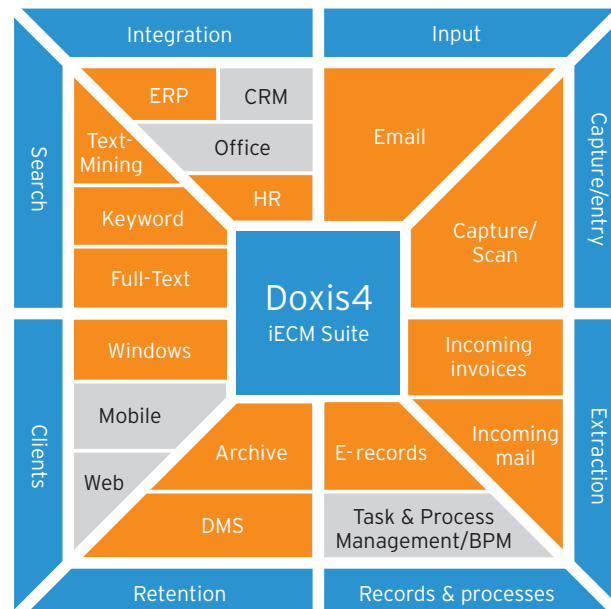 Integration
Input
ERP
CRM
Office
HR
Email
Search
Text-
Mining
Keyword
Full-Text
Capture/entry
Capture/
Scan
Doxis4
iECM Suite
Clients
Windows
Mobile
Web
Archive
DMS
E-records
Task & Process
Management/BPM
Incoming
invoices
Incoming
mail
Extraction
Retention
Records & processes